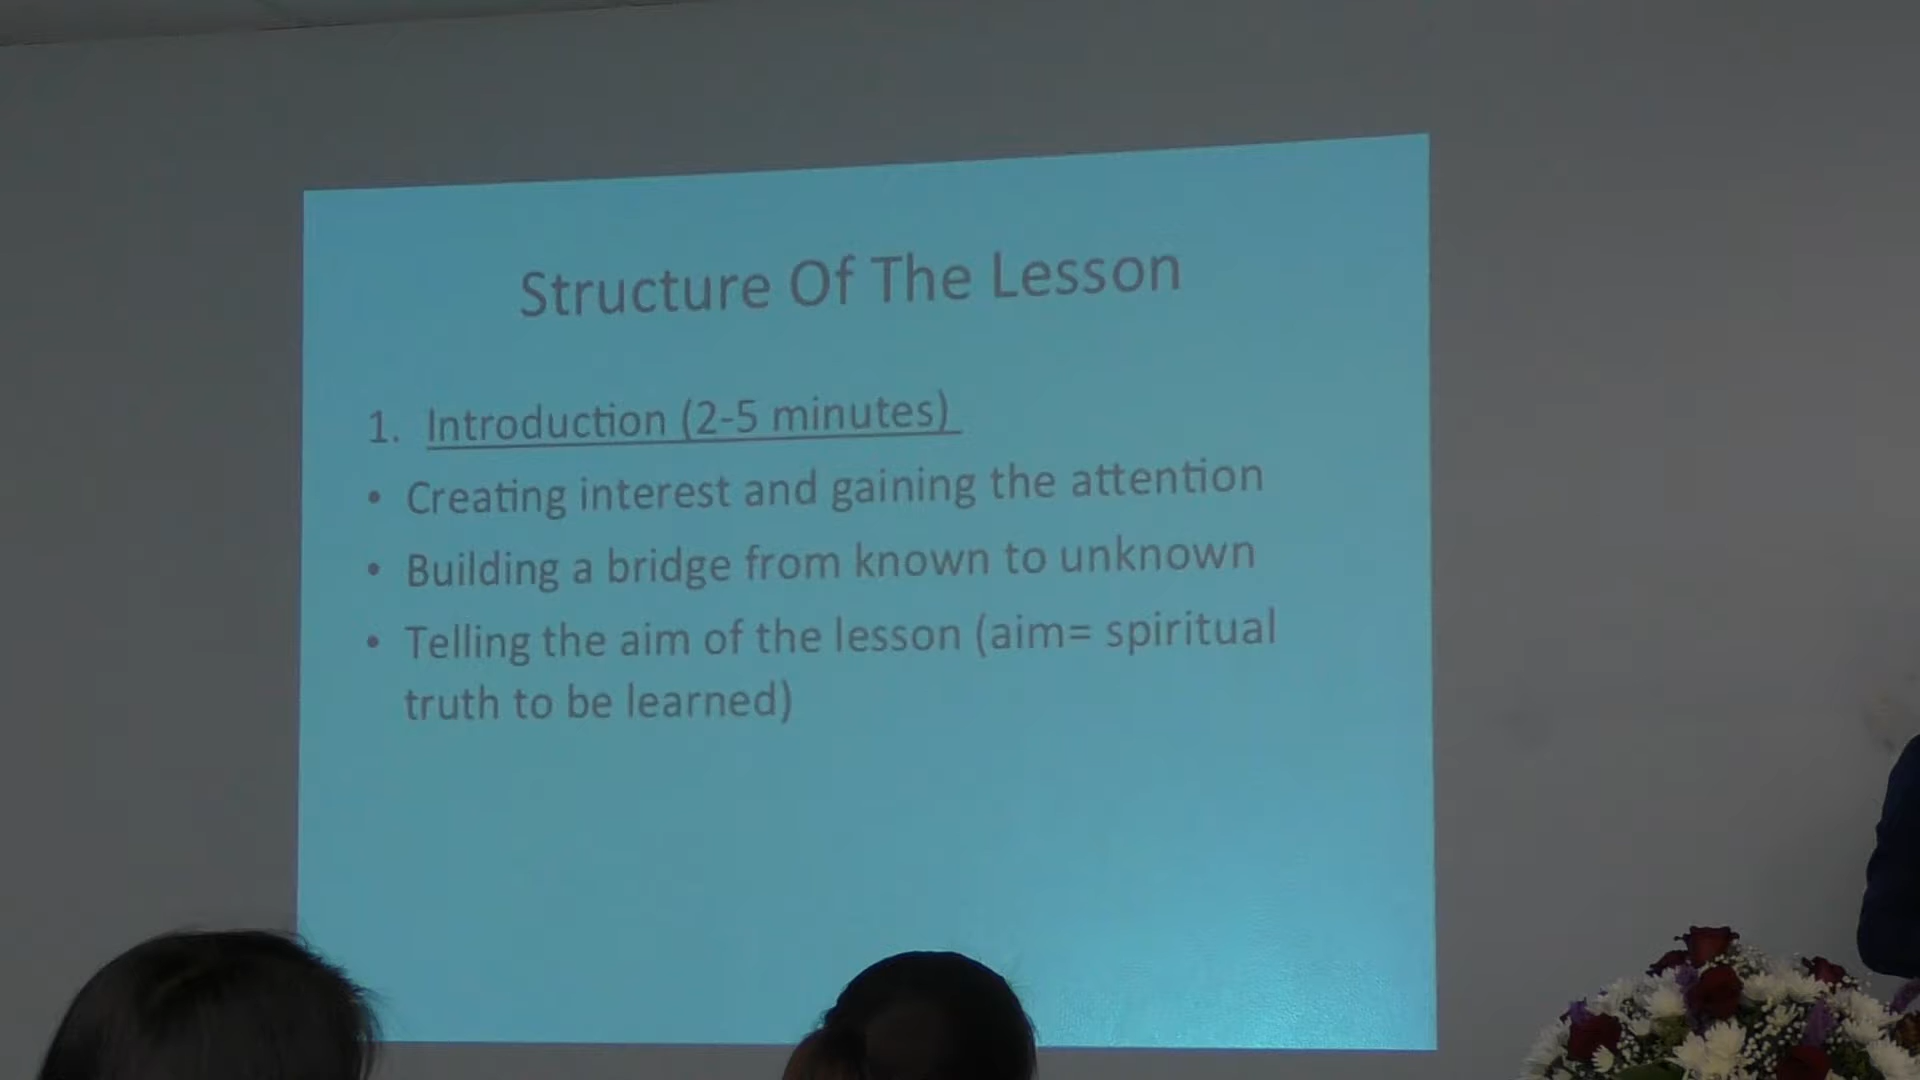 Structure Of The Lesson
1. Introduction (2-5 minutes)
• Creating interest and gaining the attention
• Building a bridge from known to unknown
• Telling the aim of the lesson (aim= spiritual
truth to be learned)